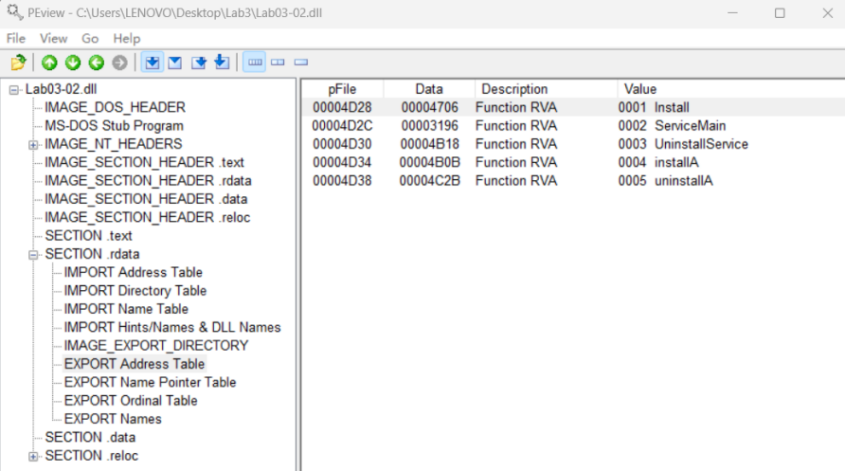 PEview - C:\Users\LENOVO\Desktop\Lab3\Lab03-02.dll
File View Go Help
Lab03-02.dll
IMAGE_DOS_HEADER
MS-DOS Stub Program
IMAGE_NT_HEADERS
IMAGE_SECTION_HEADER .text
IMAGE_SECTION_HEADER .rdata
IMAGE_SECTION_HEADER .data
IMAGE_SECTION_HEADER .reloc
SECTION .text
SECTION .rdata
IMPORT Address Table
IMPORT Directory Table
IMPORT Name Table
IMPORT Hints/Names & DLL Names
IMAGE_EXPORT_DIRECTORY
EXPORT Address Table
EXPORT Name Pointer Table
EXPORT Ordinal Table
EXPORT Names
SECTION .data
SECTION .reloc
pFile Data Description Value
00004D28 00004706 Function RVA 0001 Install
00004D2C 00003196 Function RVA 0002 ServiceMain
00004D30 00004B18 Function RVA 0003 UninstallService
00004D34 00004B0B Function RVA 0004 installA
00004D38 00004C2B Function RVA 0005 uninstallA